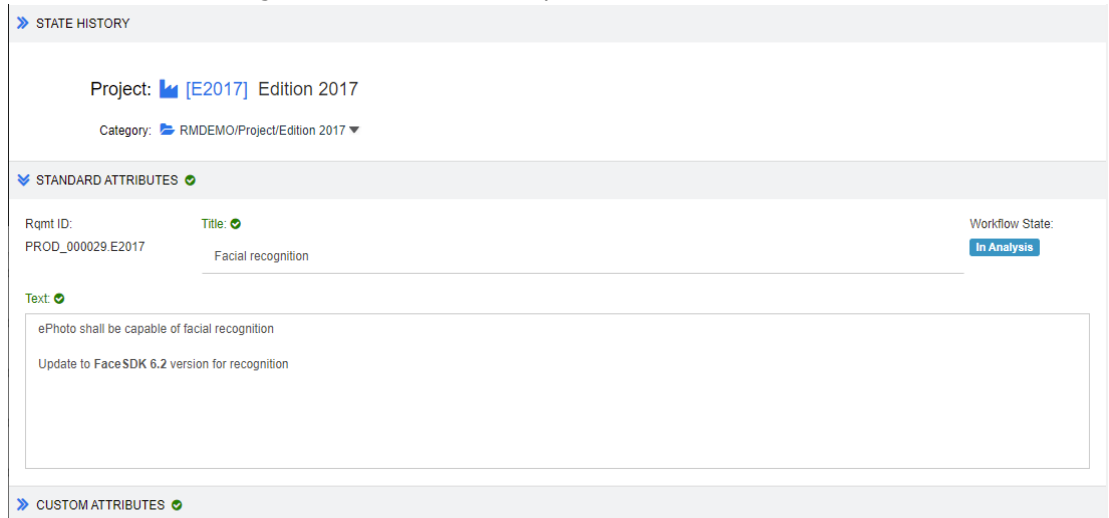 STATE HISTORY
Project: [E2017] Edition 2017
Category: RMDEMO/Project/Edition 2017
STANDARD ATTRIBUTES
Rqmt ID: Title: Workflow State:
PROD_000029.E2017 Facial recognition In Analysis
Text:
ePhoto shall be capable of facial recognition
Update to FaceSDK 6.2 version for recognition
CUSTOM ATTRIBUTES